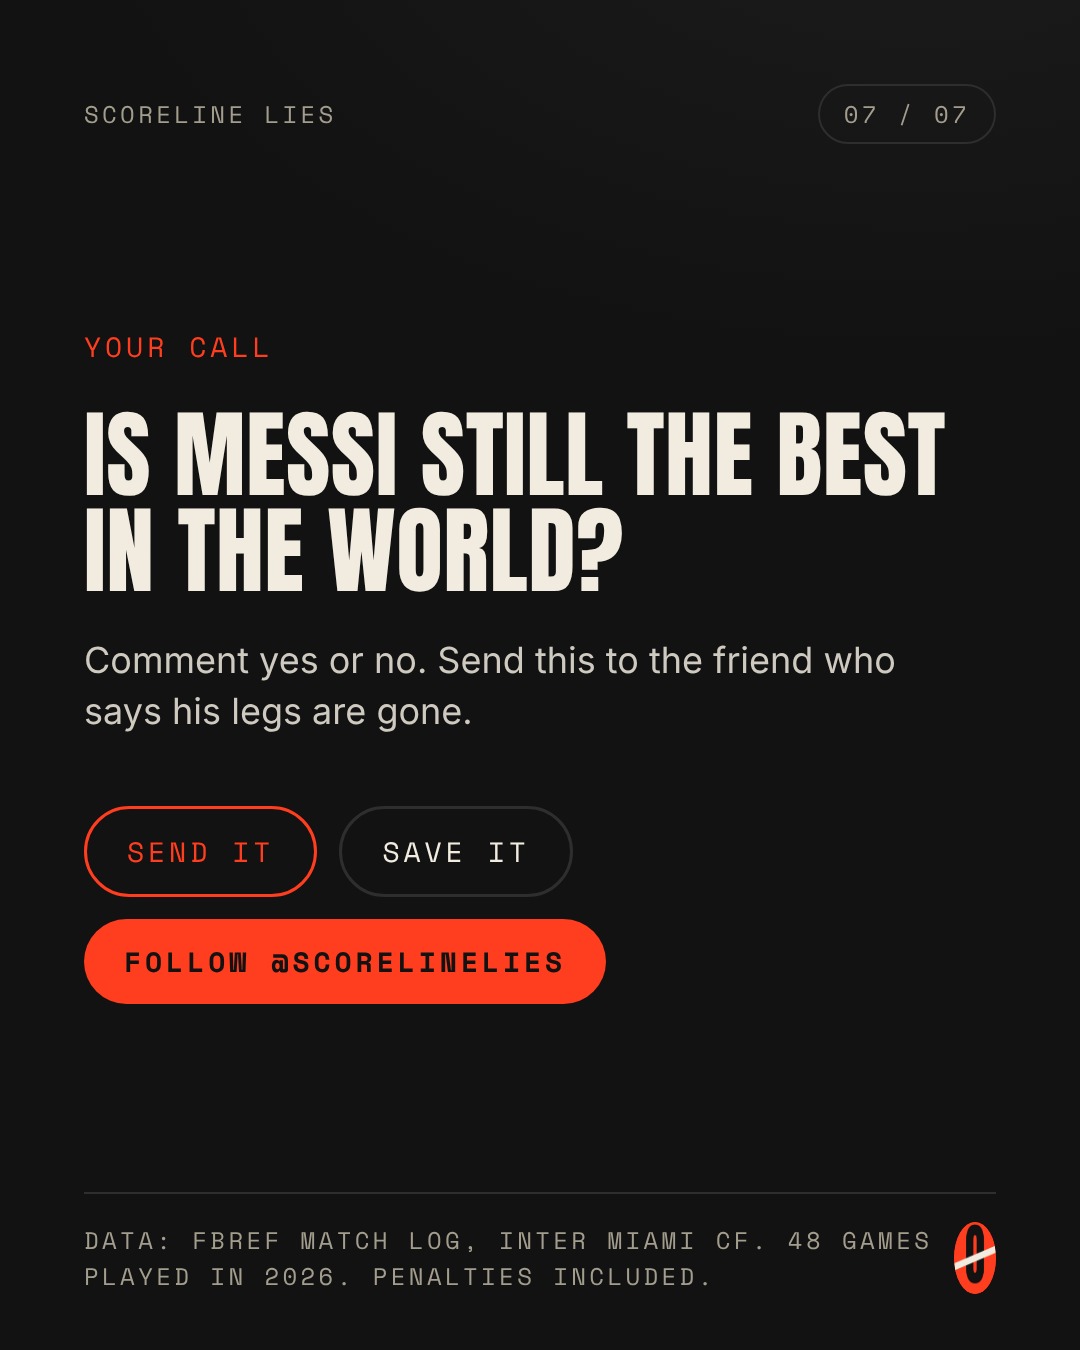 SCORELINE LIES
07 / 07
YOUR CALL
IS MESSI STILL THE BEST
IN THE WORLD?
Comment yes or no. Send this to the friend who
says his legs are gone.
SEND IT
SAVE IT
FOLLOW @SCORELINELIES
DATA: FBREF MATCH LOG, INTER MIAMI CF. 48 GAMES
PLAYED IN 2026. PENALTIES INCLUDED.
0